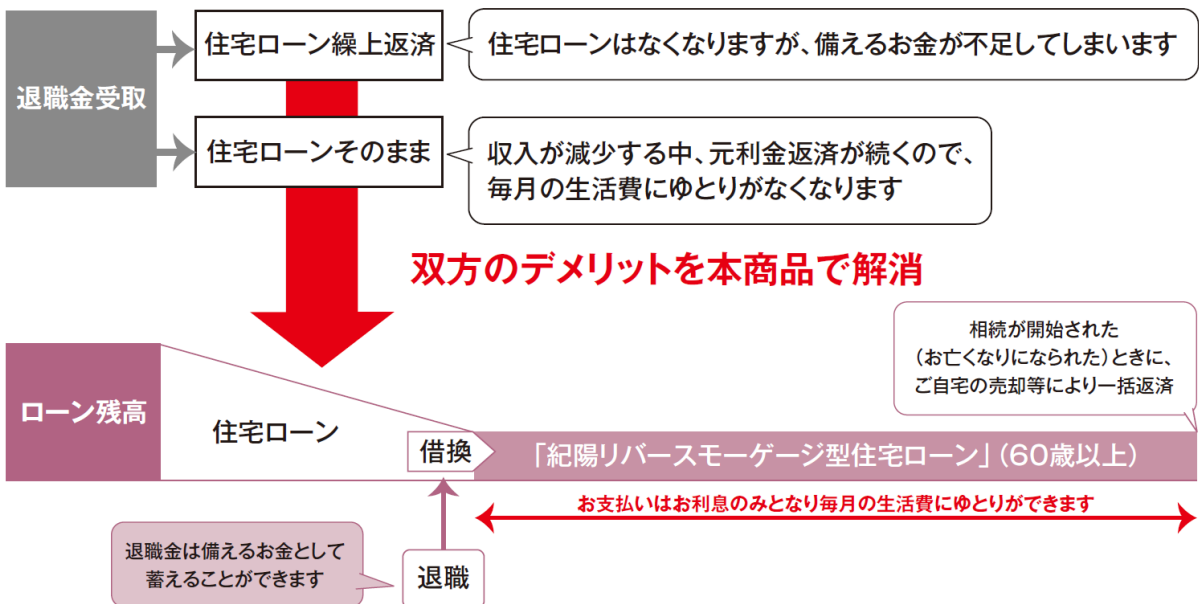 退職金受取
住宅ローン繰上返済
住宅ローンはなくなりますが、備えるお金が不足してしまいます
住宅ローンそのまま
収入が減少する中、元利金返済が続くので、
毎月の生活費にゆとりがなくなります
双方のデメリットを本商品で解消
相続が開始された
（お亡くなりになられた）ときに、
ご自宅の売却等により一括返済
ローン残高
住宅ローン
借換
「紀陽リバースモーゲージ型住宅ローン」（60歳以上）
お支払いはお利息のみとなり毎月の生活費にゆとりができます
退職金は備えるお金として
蓄えることができます
退職